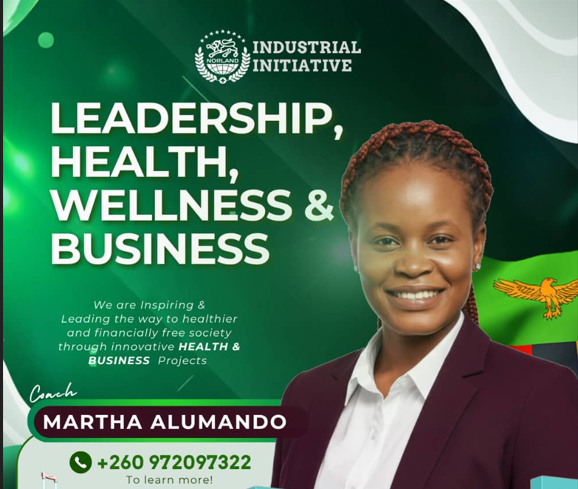 NORLAND
INDUSTRIAL
INITIATIVE
LEADERSHIP,
HEALTH,
WELLNESS &
BUSINESS
We are Inspiring &
Leading the way to healthier
and financially free society
through innovative HEALTH &
BUSINESS Projects
Coach
MARTHA ALUMANDO
+260 972097322
To learn more!